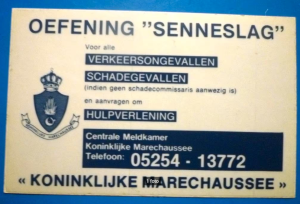 OEFENING "SENNESLAG"
Voor alle
VERKEERSONGEVALLEN
SCHADEGEVALLEN
(indien geen schadecommissaris aanwezig is)
en aanvragen om
HULPVERLENING
Centrale Meldkamer
Koninklijke Marechaussee
Telefoon: 05254 - 13772
« KONINKLIJKE MARECHAUSSEE »